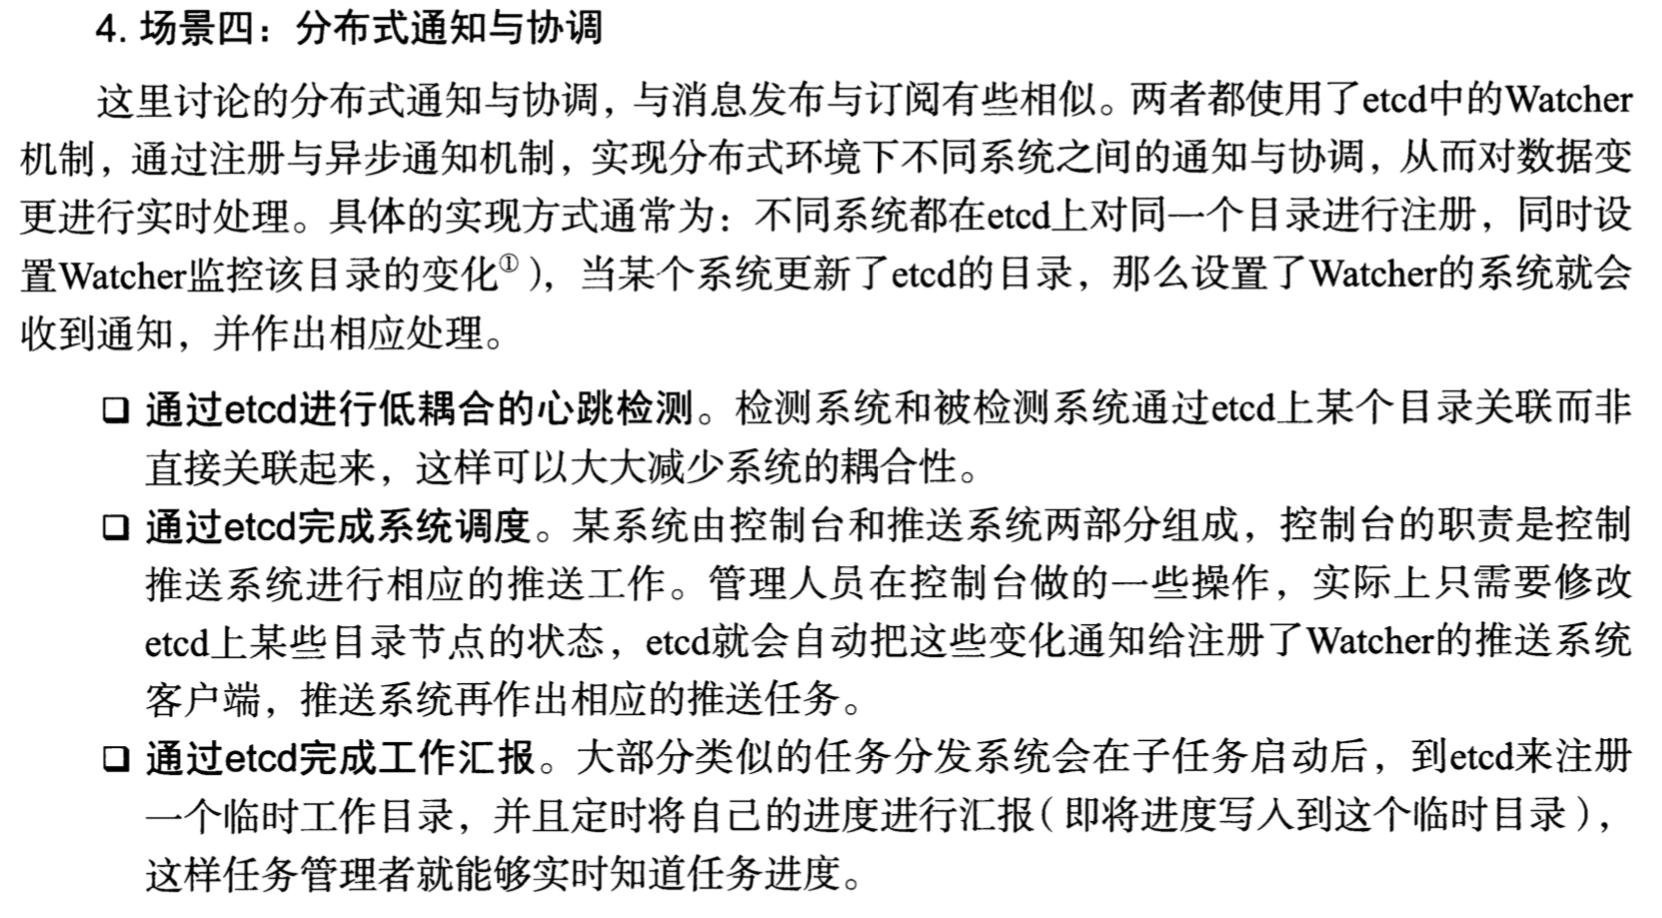 4. 场景四：分布式通知与协调
这里讨论的分布式通知与协调，与消息发布与订阅有些相似。两者都使用了etcd中的Watcher
机制，通过注册与异步通知机制，实现分布式环境下不同系统之间的通知与协调，从而对数据变
更进行实时处理。具体的实现方式通常为：不同系统都在etcd上对同一个目录进行注册，同时设
置Watcher监控该目录的变化①），当某个系统更新了etcd的目录，那么设置了Watcher的系统就会
收到通知，并作出相应处理。
❑ 通过etcd进行低耦合的心跳检测。检测系统和被检测系统通过etcd上某个目录关联而非
直接关联起来，这样可以大大减少系统的耦合性。
❑ 通过etcd完成系统调度。某系统由控制台和推送系统两部分组成，控制台的职责是控制
推送系统进行相应的推送工作。管理人员在控制台做的一些操作，实际上只需要修改
etcd上某些目录节点的状态，etcd就会自动把这些变化通知给注册了Watcher的推送系统
客户端，推送系统再作出相应的推送任务。
❑ 通过etcd完成工作汇报。大部分类似的任务分发系统会在子任务启动后，到etcd来注册
一个临时工作目录，并且定时将自己的进度进行汇报（即将进度写入到这个临时目录），
这样任务管理者就能够实时知道任务进度。